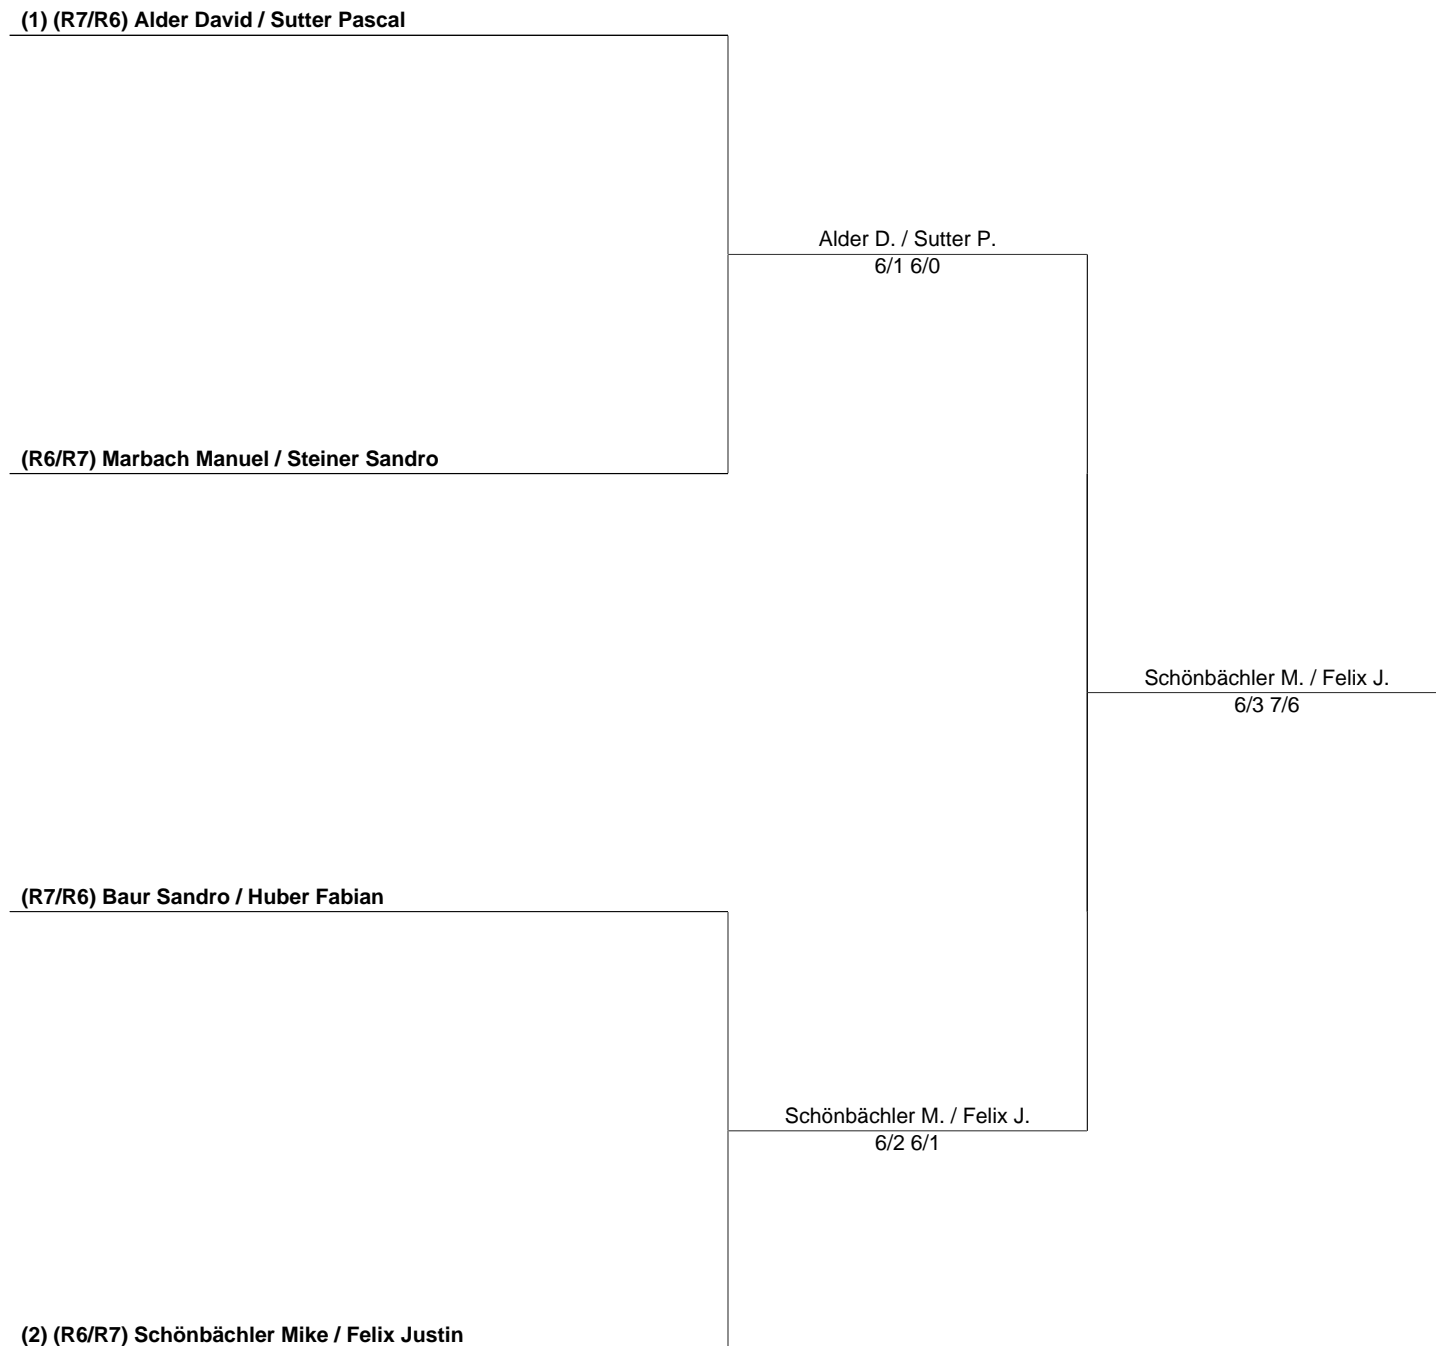 (1) (R7/R6) Alder David / Sutter Pascal
Alder D. / Sutter P.
6/1 6/0
(R6/R7) Marbach Manuel / Steiner Sandro
Schönbächler M. / Felix J.
6/3 7/6
(R7/R6) Baur Sandro / Huber Fabian
Schönbächler M. / Felix J.
6/2 6/1
(2) (R6/R7) Schönbächler Mike / Felix Justin